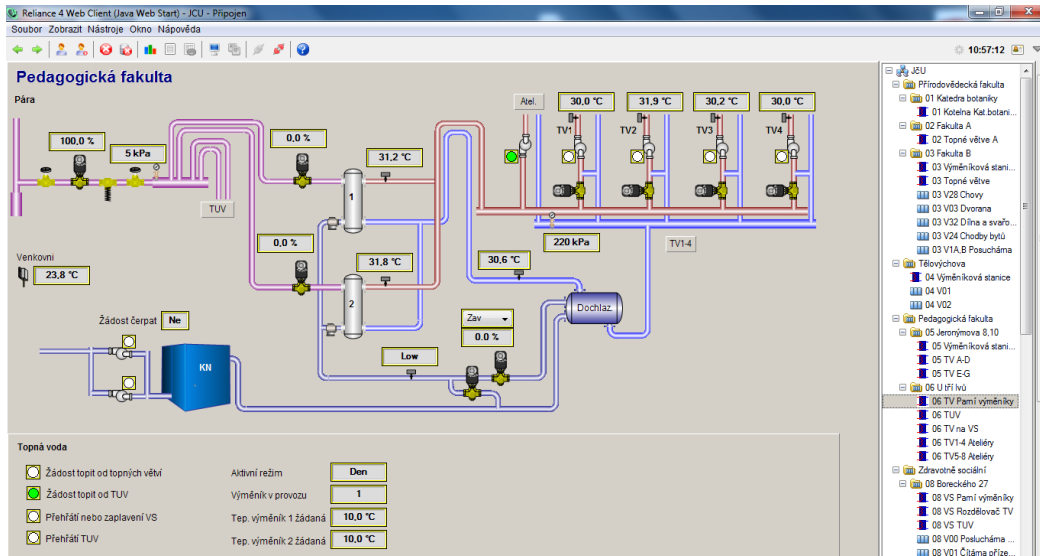 Reliance 4 Web Client (Java Web Start) - JCU - Připojen
Soubor Zobrazit Nástroje Okno Nápověda
10:57:12
Pedagogická fakulta
Pára
100,0 %
5 kPa
0,0 %
31,2 °C
TUV
1
Atel.
30,0 °C
31,9 °C
30,2 °C
30,0 °C
TV1
TV2
TV3
TV4
220 kPa
TV1-4
Venkovní
23,8 °C
0,0 %
31,8 °C
2
30,6 °C
Dochlaz.
Zav
0.0 %
Low
Žádost čerpat Ne
KN
Topná voda
Žádost topit od topných větví
Žádost topit od TUV
Přehřátí nebo zaplavení VS
Přehřátí TUV
Aktivní režim Den
Výměník v provozu 1
Tep. výměník 1 žádaná 10,0 °C
Tep. výměník 2 žádaná 10,0 °C
JčU
Přírodovědecká fakulta
01 Katedra botaniky
01 Kotelna Kat.botani...
02 Fakulta A
02 Topné větve A
03 Fakulta B
03 Výměníková stani...
03 Topné větve
03 V28 Chovy
03 V03 Dvorana
03 V32 Dílna a svařo...
03 V24 Chodby bytů
03 V1A,B Posuchárna
Tělovýchova
04 Výměníková stanice
04 V01
04 V02
Pedagogická fakulta
05 Jeronýmova 8,10
05 Výměníková stani...
05 TV A-D
05 TV E-G
06 U tří lvů
06 TV Parní výměníky
06 TUV
06 TV na VS
06 TV1-4 Ateliéry
06 TV5-8 Ateliery
Zdravotně sociální
08 Boreckého 27
08 VS Parní výměníky
08 VS Rozdělovač TV
08 VS TUV
08 V00 Poslucháma ...
08 V01 Čítárna příze...